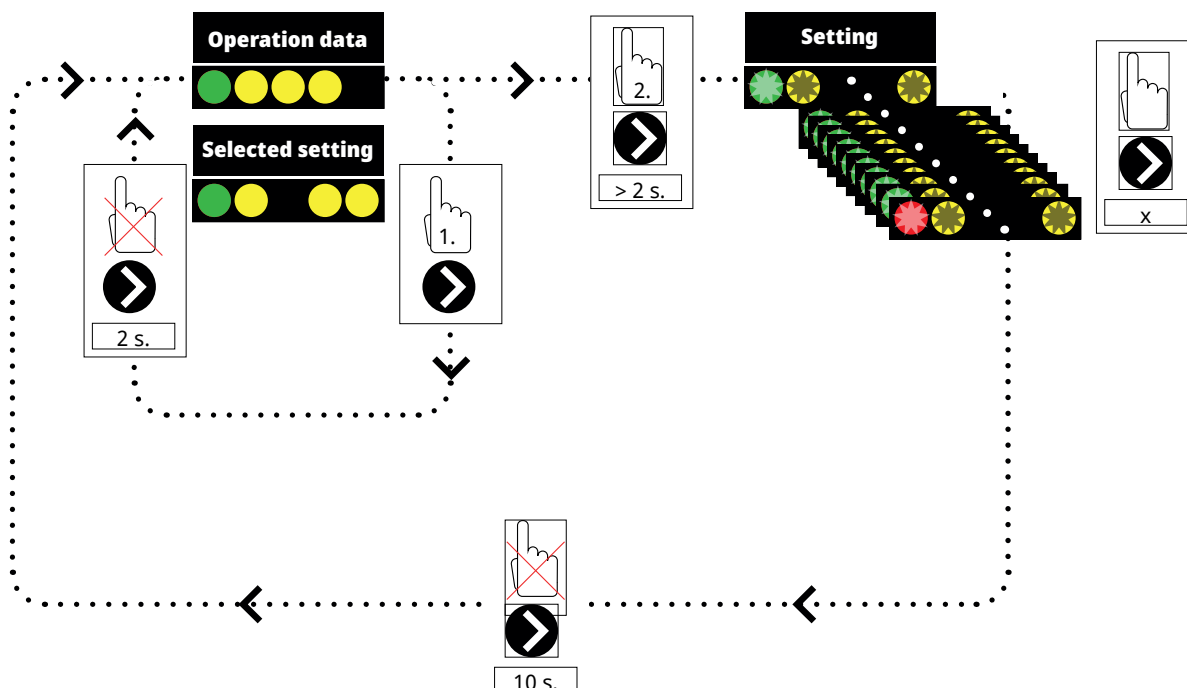 Operation data
Selected setting
2 s.
1.
2.
> 2 s.
Setting
x
10 s.